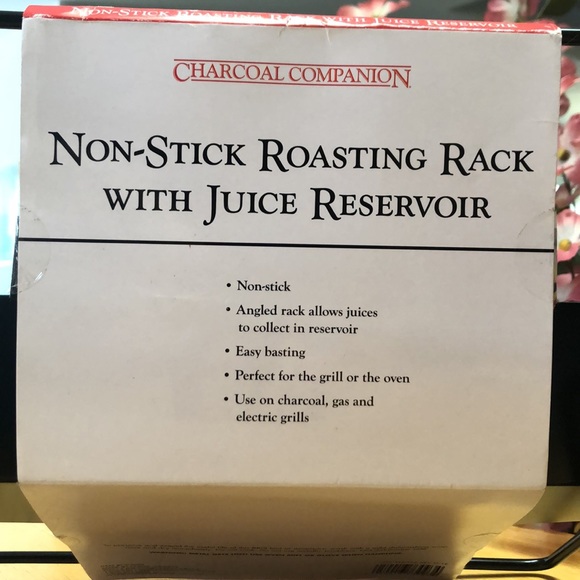 Non-Stick Roasting Rack with Juice Reservoir
Charcoal Companion
Non-Stick Roasting Rack
with Juice Reservoir
• Non-stick
• Angled rack allows juices
to collect in reservoir
• Easy basting
• Perfect for the grill or the oven
• Use on charcoal, gas and
electric grills